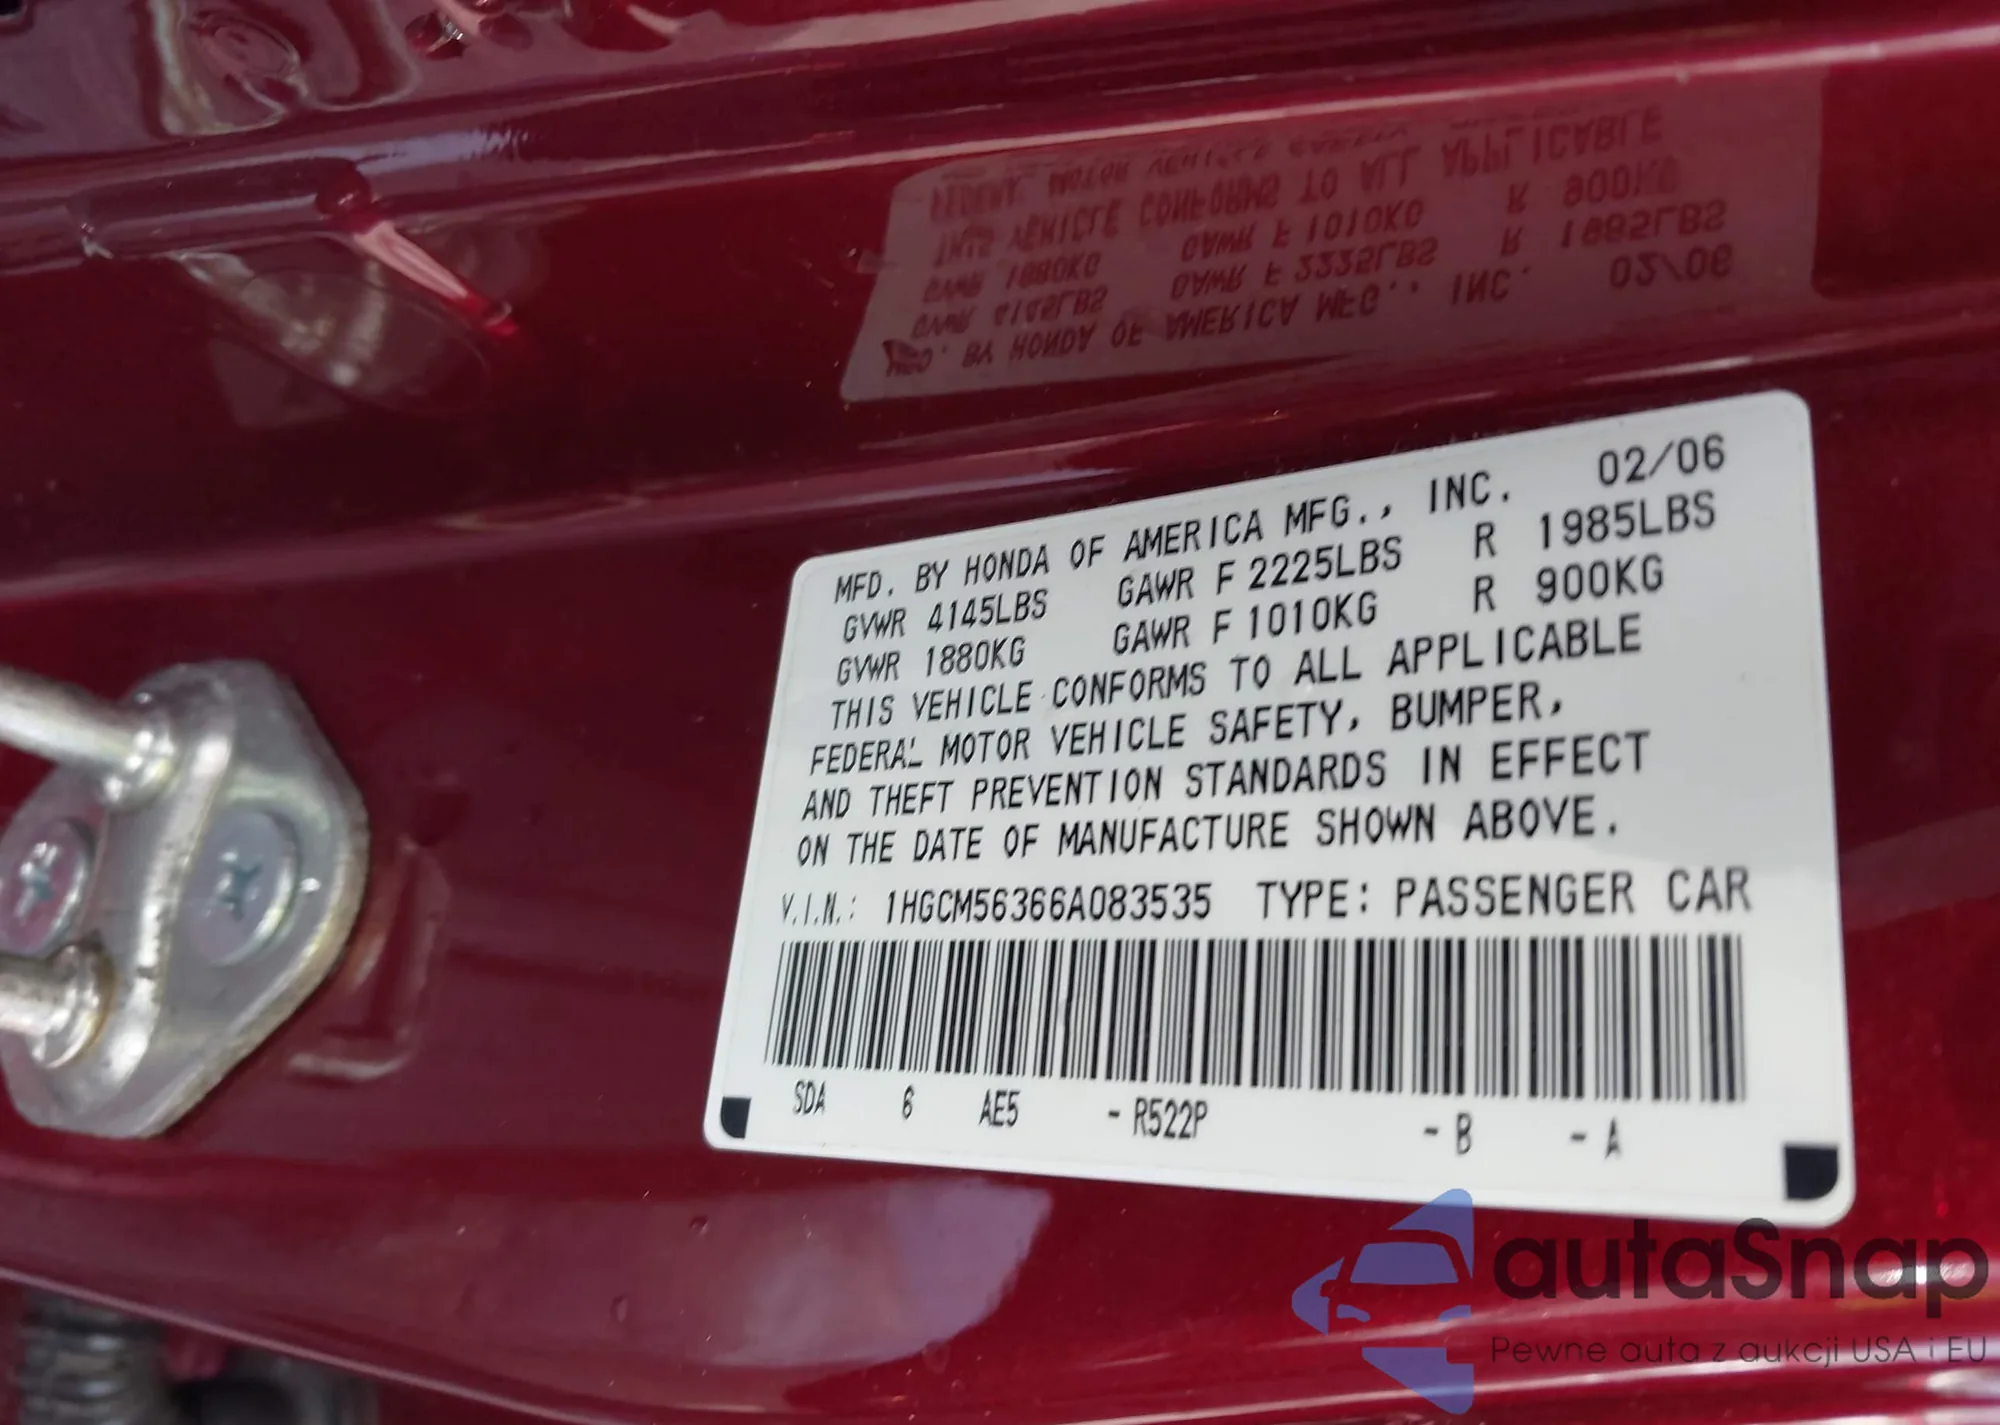 MFD. BY HONDA OF AMERICA MFG., INC. 02/06
GVWR 4145LBS GAWR F 2225LBS R 1985LBS
GVWR 1880KG GAWR F 1010KG R 900KG
THIS VEHICLE CONFORMS TO ALL APPLICABLE
FEDERAL MOTOR VEHICLE SAFETY, BUMPER,
AND THEFT PREVENTION STANDARDS IN EFFECT
ON THE DATE OF MANUFACTURE SHOWN ABOVE.
V.I.N.: 1HGCM56366A083535 TYPE: PASSENGER CAR
SDA 6 AE5 - R522P - B - A
autaSnap
Pewne auta z aukcji USA i EU